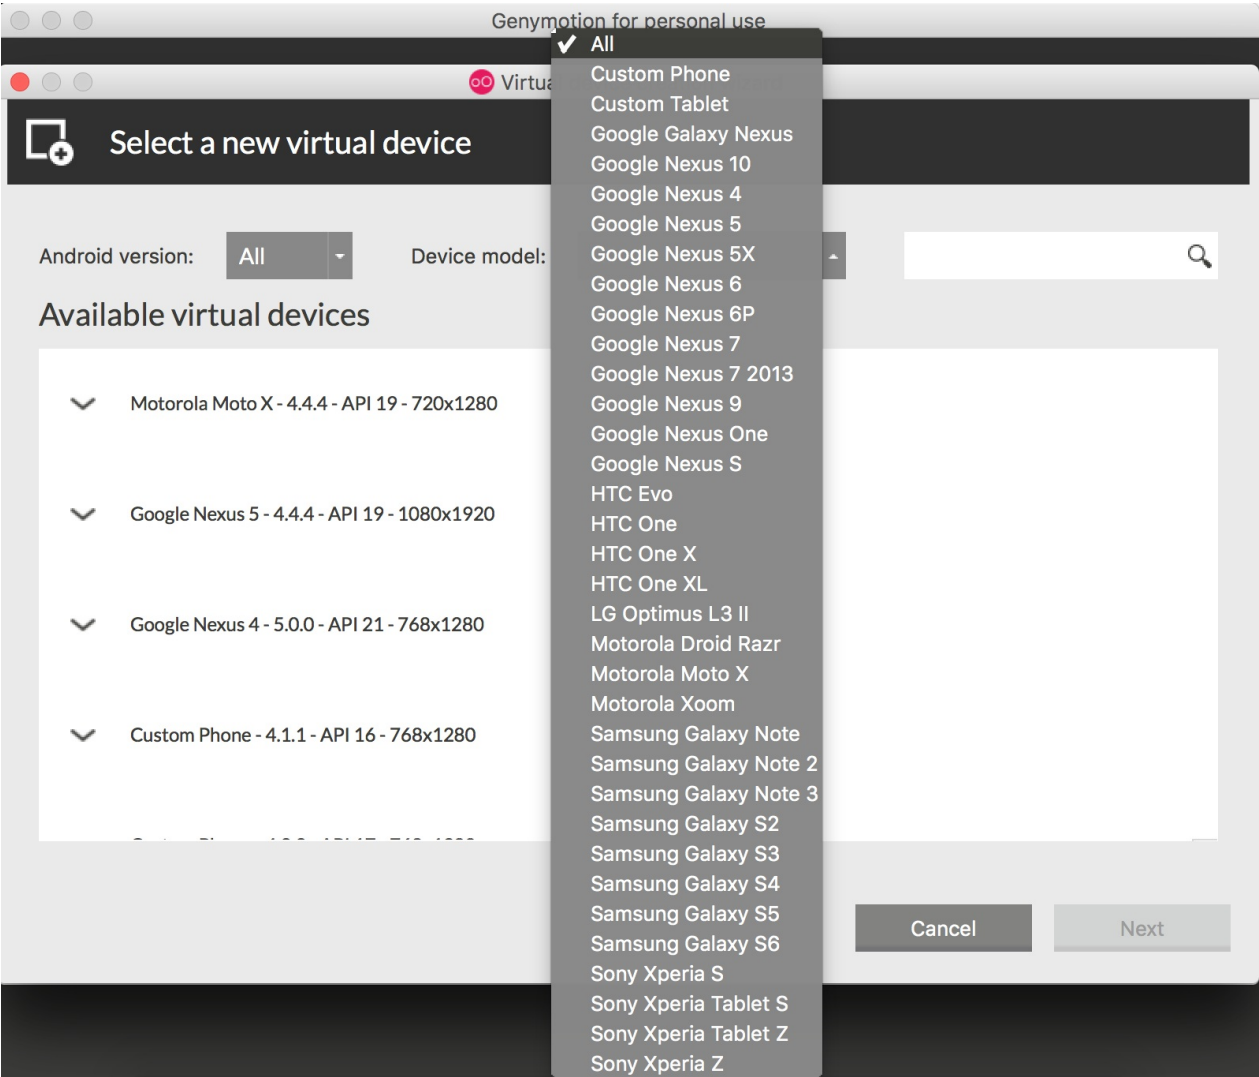 Genymotion for personal use
Virtua
Select a new virtual device
Android version:
All
Device model:
All
Custom Phone
Custom Tablet
Google Galaxy Nexus
Google Nexus 10
Google Nexus 4
Google Nexus 5
Google Nexus 5X
Google Nexus 6
Google Nexus 6P
Google Nexus 7
Google Nexus 7 2013
Google Nexus 9
Google Nexus One
Google Nexus S
HTC Evo
HTC One
HTC One X
HTC One XL
LG Optimus L3 II
Motorola Droid Razr
Motorola Moto X
Motorola Xoom
Samsung Galaxy Note
Samsung Galaxy Note 2
Samsung Galaxy Note 3
Samsung Galaxy S2
Samsung Galaxy S3
Samsung Galaxy S4
Samsung Galaxy S5
Samsung Galaxy S6
Sony Xperia S
Sony Xperia Tablet S
Sony Xperia Tablet Z
Sony Xperia Z
Available virtual devices
Motorola Moto X - 4.4.4 - API 19 - 720x1280
Google Nexus 5 - 4.4.4 - API 19 - 1080x1920
Google Nexus 4 - 5.0.0 - API 21 - 768x1280
Custom Phone - 4.1.1 - API 16 - 768x1280
Cancel
Next